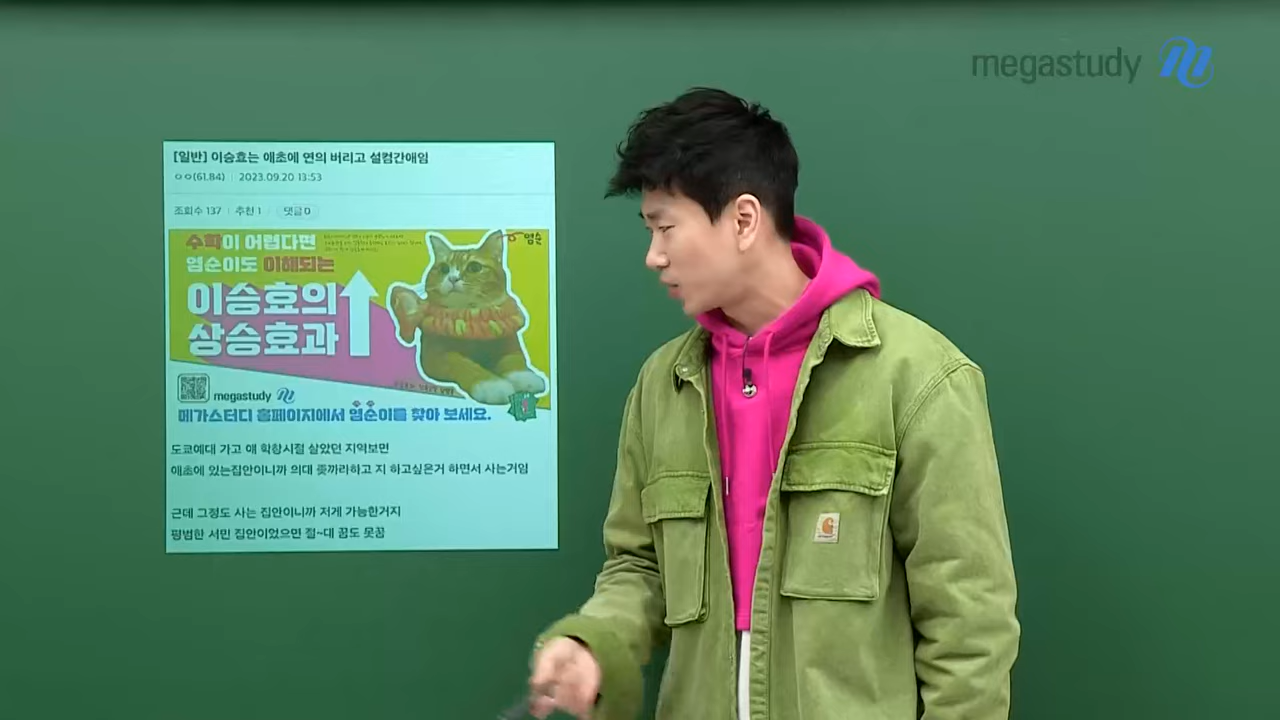 megastudy
[일반] 이승효는 애초에 연의 버리고 설컴간애임
ㅇㅇ(61.84) 2023.09.20 13:53
조회수 137 추천 1 댓글 0
수학이 어렵다면
염순이도 이해되는
이승효의
상승효과
염순
megastudy
메가스터디 홈페이지에서 염순이를 찾아 보세요.
도쿄예대 가고 얘 학창시절 살았던 지역보면
애초에 있는집안이니까 의대 좆까라하고 지 하고싶은거 하면서 사는거임
근데 그정도 사는 집안이니까 저게 가능한거지
평범한 서민 집안이었으면 절~대 꿈도 못꿈
carhartt